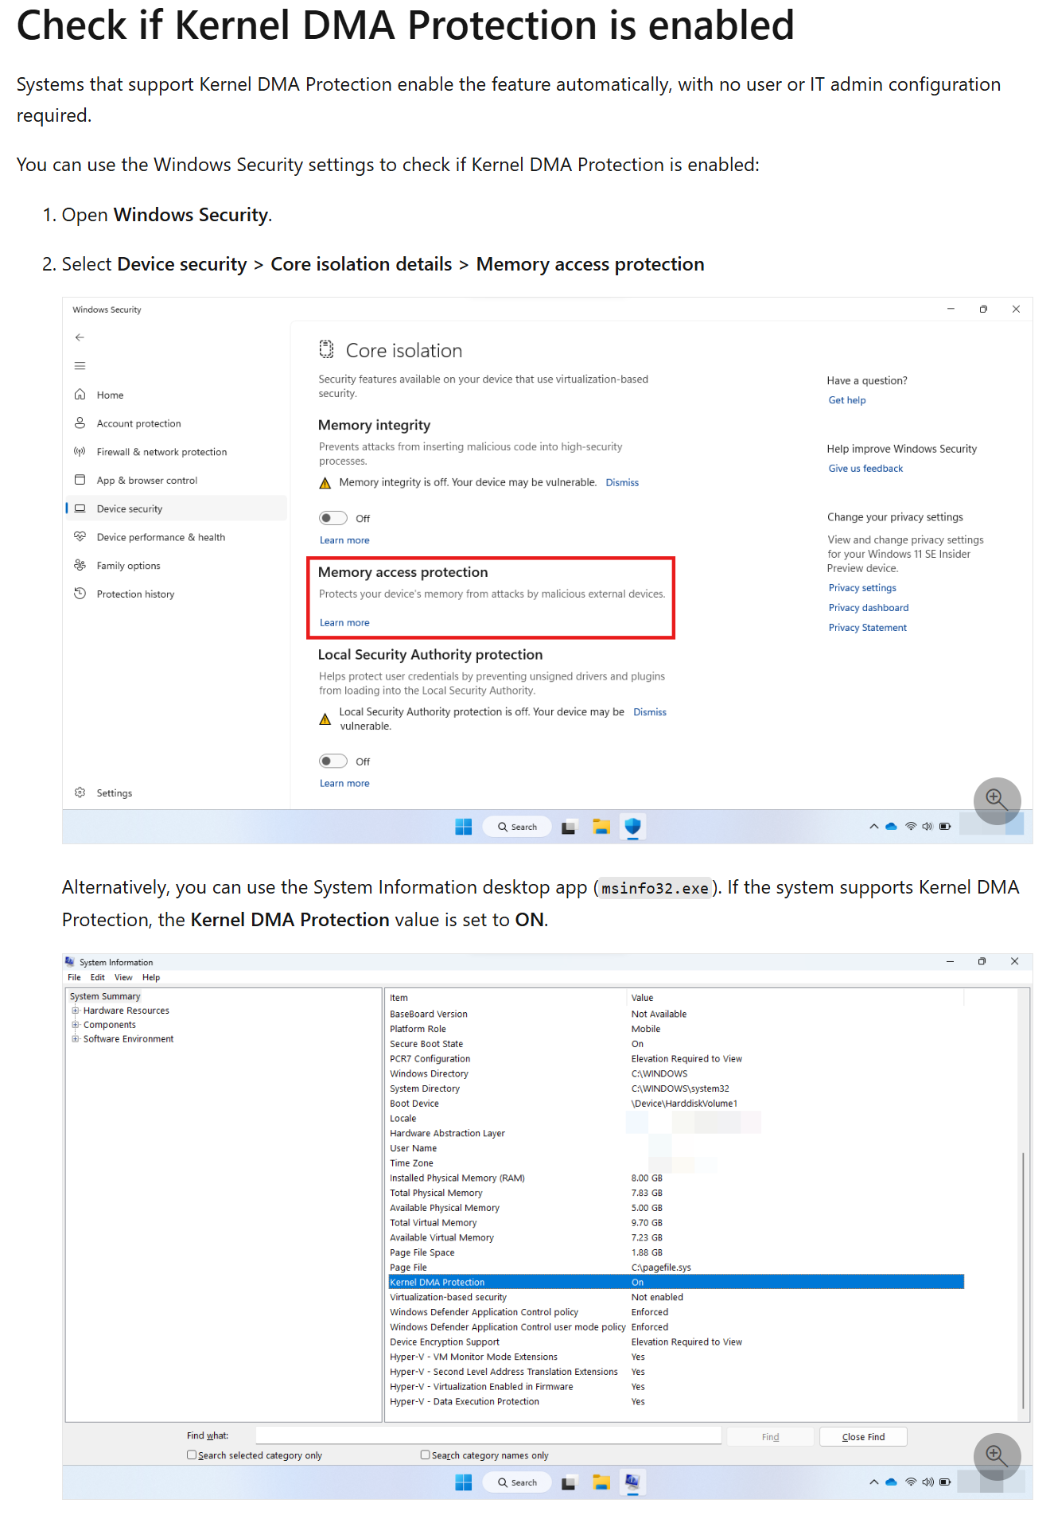 Check if Kernel DMA Protection is enabled
Systems that support Kernel DMA Protection enable the feature automatically, with no user or IT admin configuration
required.
You can use the Windows Security settings to check if Kernel DMA Protection is enabled:
1. Open Windows Security.
2. Select Device security > Core isolation details > Memory access protection
Windows Security
Home
Account protection
Firewall & network protection
App & browser control
Device security
Device performance & health
Family options
Protection history
Settings
Core isolation
Security features available on your device that use virtualization-based
security.
Memory integrity
Prevents attacks from inserting malicious code into high-security
processes.
Memory integrity is off. Your device may be vulnerable. Dismiss
Off
Learn more
Memory access protection
Protects your device's memory from attacks by malicious external devices.
Learn more
Local Security Authority protection
Helps protect user credentials by preventing unsigned drivers and plugins
from loading into the Local Security Authority.
Local Security Authority protection is off. Your device may be Dismiss
vulnerable.
Off
Learn more
Have a question?
Get help
Help improve Windows Security
Give us feedback
Change your privacy settings
View and change privacy settings
for your Windows 11 SE Insider
Preview device.
Privacy settings
Privacy dashboard
Privacy Statement
Search
Alternatively, you can use the System Information desktop app (msinfo32.exe). If the system supports Kernel DMA
Protection, the Kernel DMA Protection value is set to ON.
System Information
File Edit View Help
System Summary
Hardware Resources
Components
Software Environment
Item Value
BaseBoard Version Not Available
Platform Role Mobile
Secure Boot State On
PCR7 Configuration Elevation Required to View
Windows Directory C:\WINDOWS
System Directory C:\WINDOWS\system32
Boot Device \Device\HarddiskVolume1
Locale
Hardware Abstraction Layer
User Name
Time Zone
Installed Physical Memory (RAM) 8.00 GB
Total Physical Memory 7.83 GB
Available Physical Memory 5.00 GB
Total Virtual Memory 9.70 GB
Available Virtual Memory 7.23 GB
Page File Space 1.88 GB
Page File C:\pagefile.sys
Kernel DMA Protection On
Virtualization-based security Not enabled
Windows Defender Application Control policy Enforced
Windows Defender Application Control user mode policy Enforced
Device Encryption Support Elevation Required to View
Hyper-V - VM Monitor Mode Extensions Yes
Hyper-V - Second Level Address Translation Extensions Yes
Hyper-V - Virtualization Enabled in Firmware Yes
Hyper-V - Data Execution Protection Yes
Find what: Find Close Find
Search selected category only Search category names only
Search